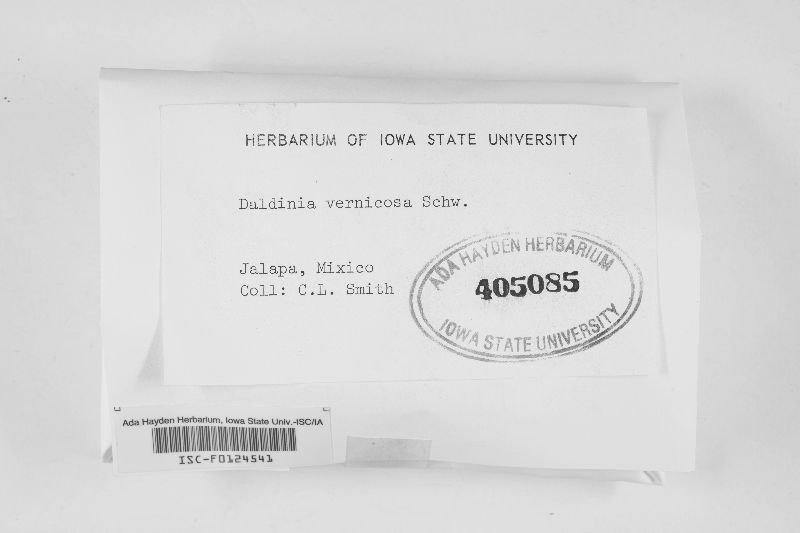 HERBARIUM OF IOWA STATE UNIVERSITY
Daldinia vernicosa Schw.
Jalapa, Mixico
Coll: C.L. Smith
ADA HAYDEN HERBARIUM
405085
IOWA STATE UNIVERSITY
Ada Hayden Herbarium, Iowa State Univ.-ISC/IA
ISC-F0124541